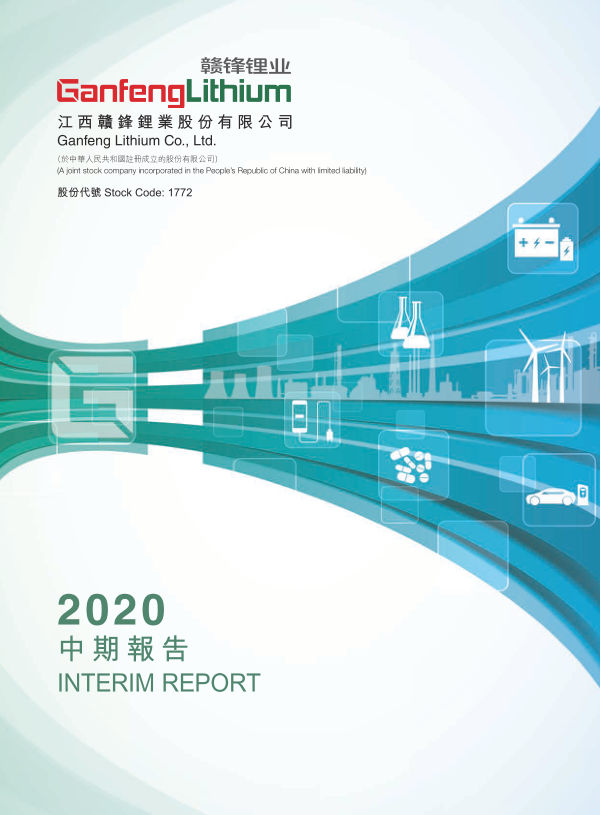 赣锋锂业
GanfengLithium
江西贛鋒鋰業股份有限公司
Ganfeng Lithium Co., Ltd.
(於中華人民共和國註冊成立的股份有限公司)
(A joint stock company incorporated in the People's Republic of China with limited liability)
股份代號 Stock Code: 1772
2020
中期報告
INTERIM REPORT